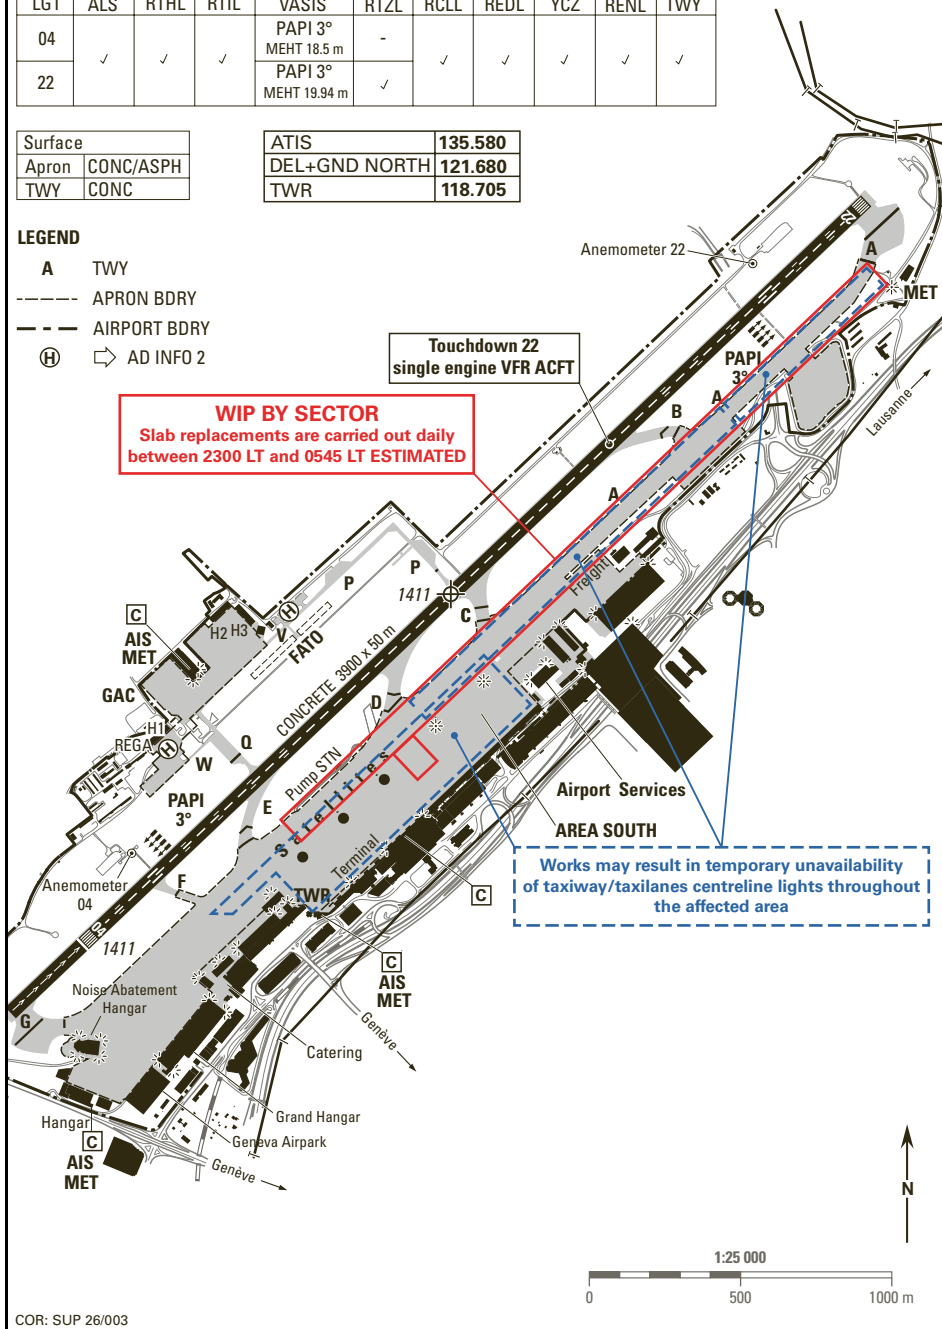 LGT ALS RTHL RTIL VASIS RTZL RCLL REDL YCZ RENL TWY
04 PAPI 3° -
MEHT 18.5 m
✓ ✓ ✓ ✓ ✓ ✓ ✓ ✓
22 PAPI 3° ✓
MEHT 19.94 m
Surface
Apron CONC/ASPH
TWY CONC
ATIS 135.580
DEL+GND NORTH 121.680
TWR 118.705
LEGEND
A TWY
APRON BDRY
AIRPORT BDRY
H AD INFO 2
22
A
Anemometer 22
MET
Touchdown 22
single engine VFR ACFT
PAPI
3°
A
B
Lausanne
WIP BY SECTOR
Slab replacements are carried out daily
between 2300 LT and 0545 LT ESTIMATED
A
P
P
1411
Freight
C
C
AIS
MET
H2 H3
H
V
FATO
GAC
CONCRETE 3900 x 50 m
D
H1
REGA
H
Q
W
Pump STN
PAPI
3°
E
Satellites
Airport Services
AREA SOUTH
Terminal
Works may result in temporary unavailability
of taxiway/taxilanes centreline lights throughout
the affected area
Anemometer
04
F
TWR
C
04
1411
C
AIS
MET
Noise Abatement
Hangar
G
Genève
Catering
Grand Hangar
Hangar
Geneva Airpark
C
AIS
MET
Genève
N
1:25 000
0 500 1000 m
COR: SUP 26/003